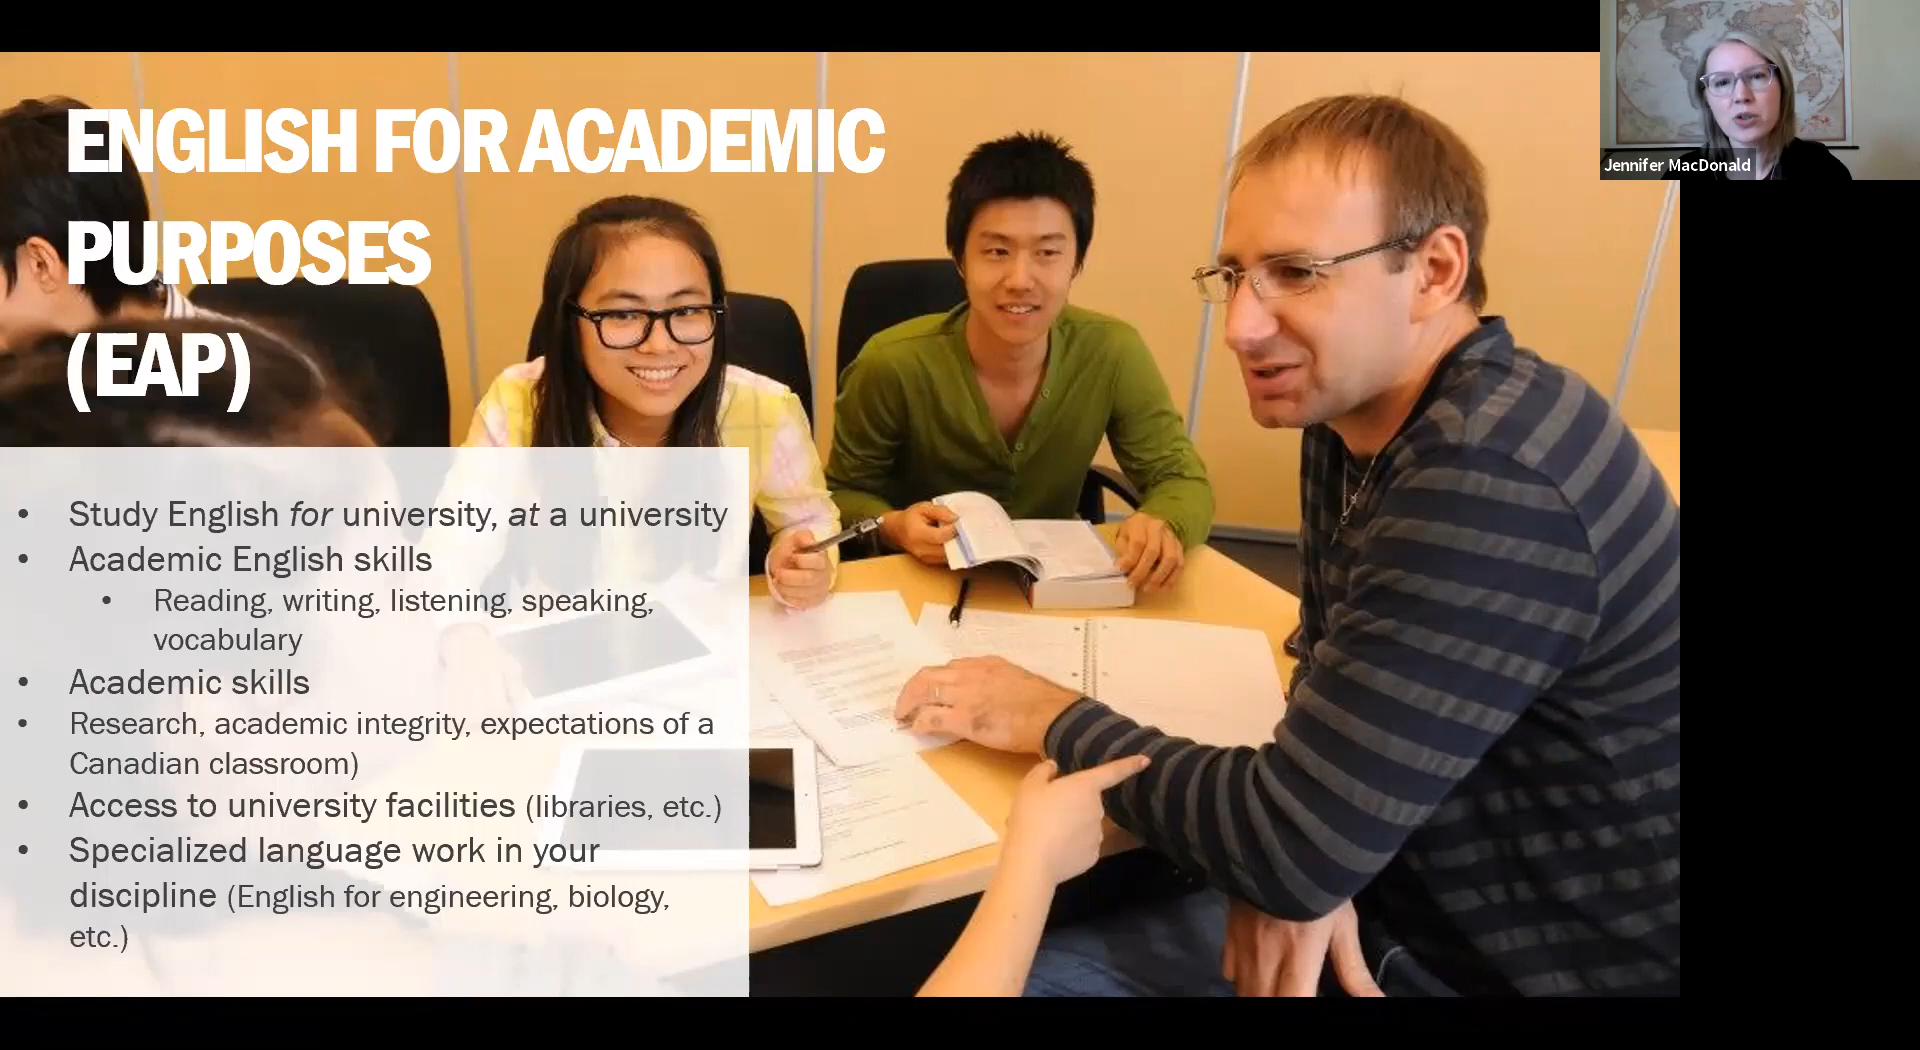 ENGLISH FOR ACADEMIC
PURPOSES
(EAP)
Jennifer MacDonald
• Study English for university, at a university
• Academic English skills
• Reading, writing, listening, speaking,
vocabulary
• Academic skills
• Research, academic integrity, expectations of a
Canadian classroom)
• Access to university facilities (libraries, etc.)
• Specialized language work in your
discipline (English for engineering, biology,
etc.)